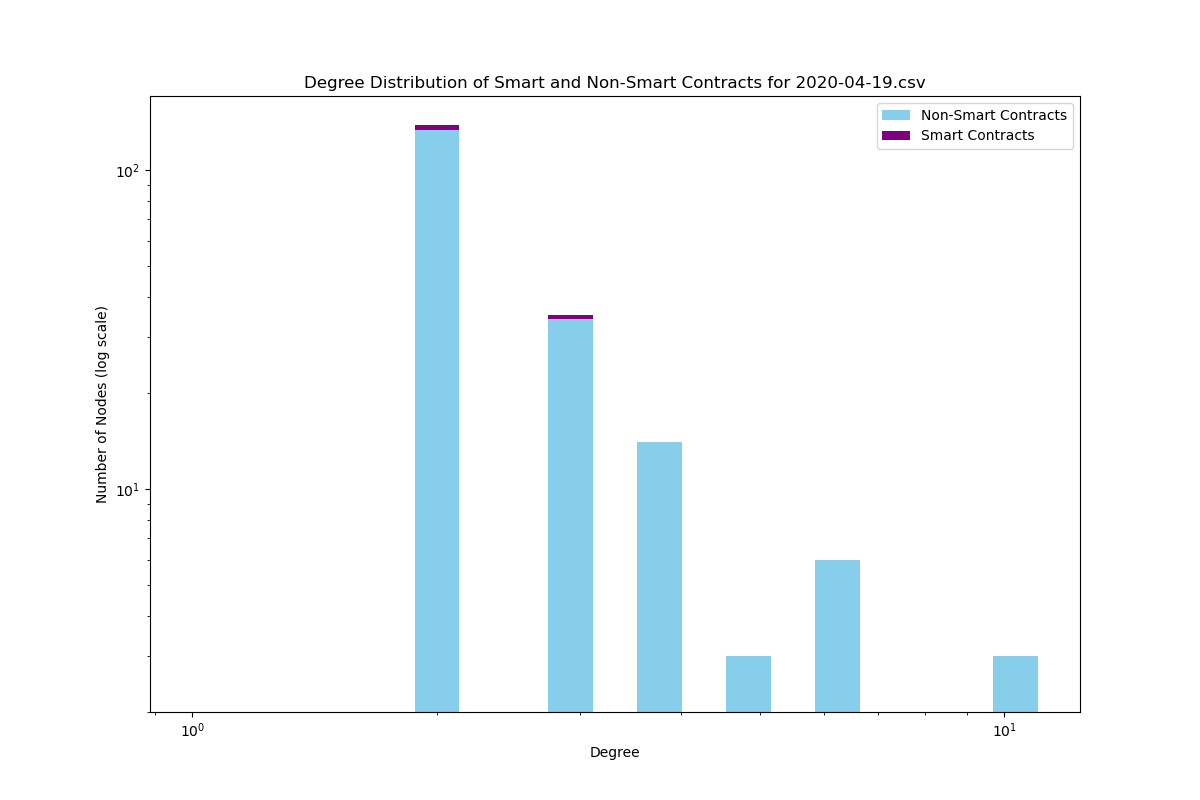 Degree Distribution of Smart and Non-Smart Contracts for 2020-04-19.csv
Non-Smart Contracts
Smart Contracts
10²
10¹
Number of Nodes (log scale)
10⁰
10¹
Degree